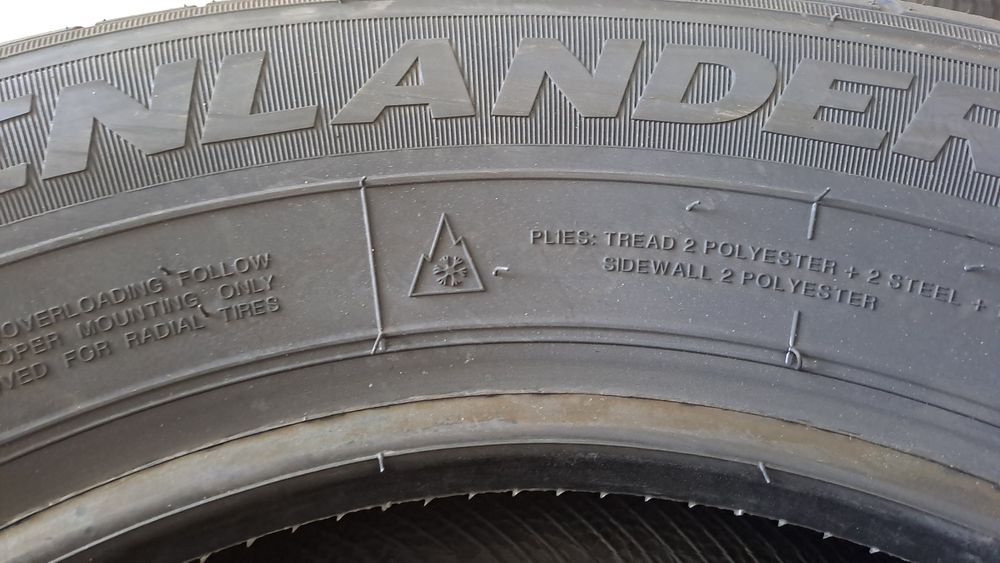 ENLANDER
OVERLOADING FOLLOW
OPER MOUNTING ONLY
VED FOR RADIAL TIRES
PLIES: TREAD 2 POLYESTER + 2 STEEL +
SIDEWALL 2 POLYESTER